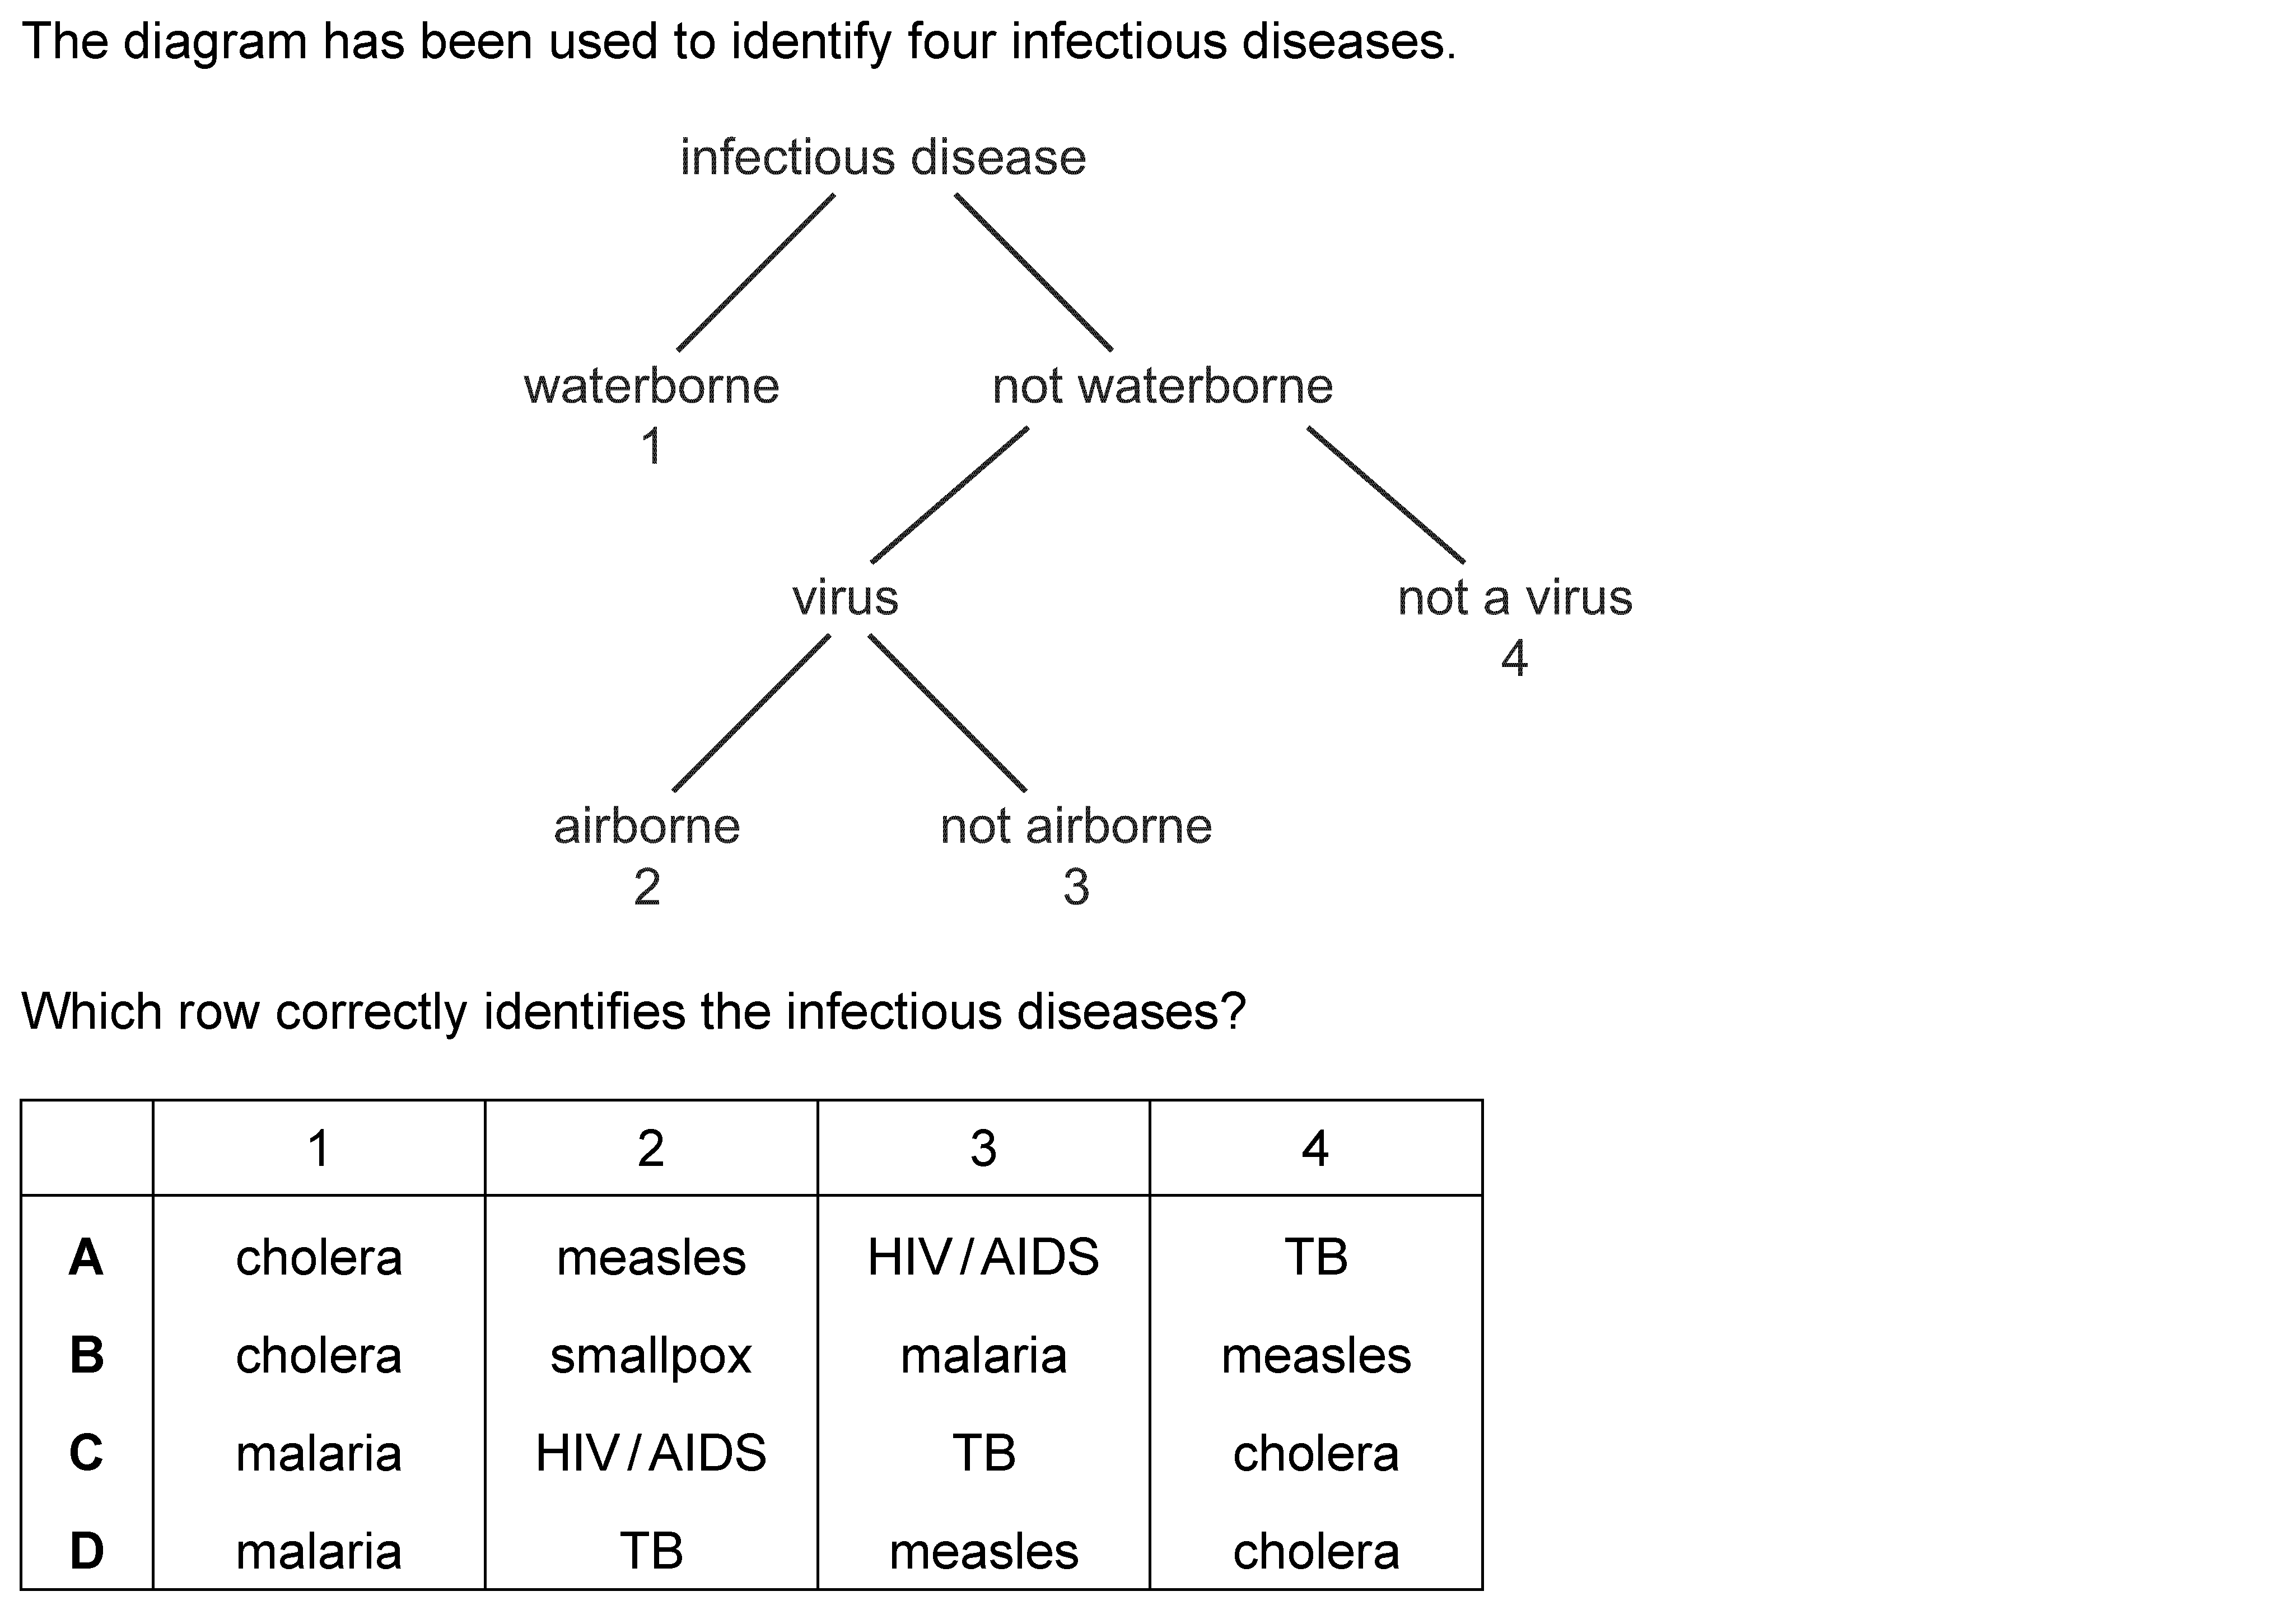 The diagram has been used to identify four infectious diseases.
infectious disease
waterborne not waterborne
1
virus not a virus
4
airborne not airborne
2 3
Which row correctly identifies the infectious diseases?
1 2 3 4
A cholera measles HIV/AIDS TB
B cholera smallpox malaria measles
C malaria HIV/AIDS TB cholera
D malaria TB measles cholera